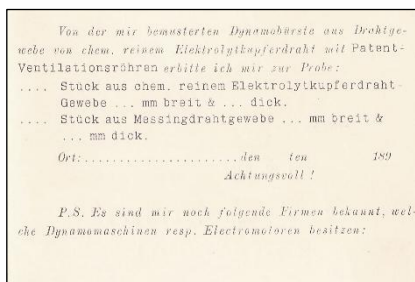 Von der mir bemusterten Dynamobürste aus Drahtge-
webe von chem. reinem Elektrolytkupferdraht mit Patent-
Ventilationsröhren erbitte ich mir zur Probe:
.... Stück aus chem. reinem Elektrolytkupferdraht-
Gewebe ... mm breit & ... dick.
.... Stück aus Messingdrahtgewebe ... mm breit &
... mm dick.
Ort:......................den ten 189
Achtungsvoll !
P.S. Es sind mir noch folgende Firmen bekannt, wel-
che Dynamomaschinen resp. Electromotoren besitzen: